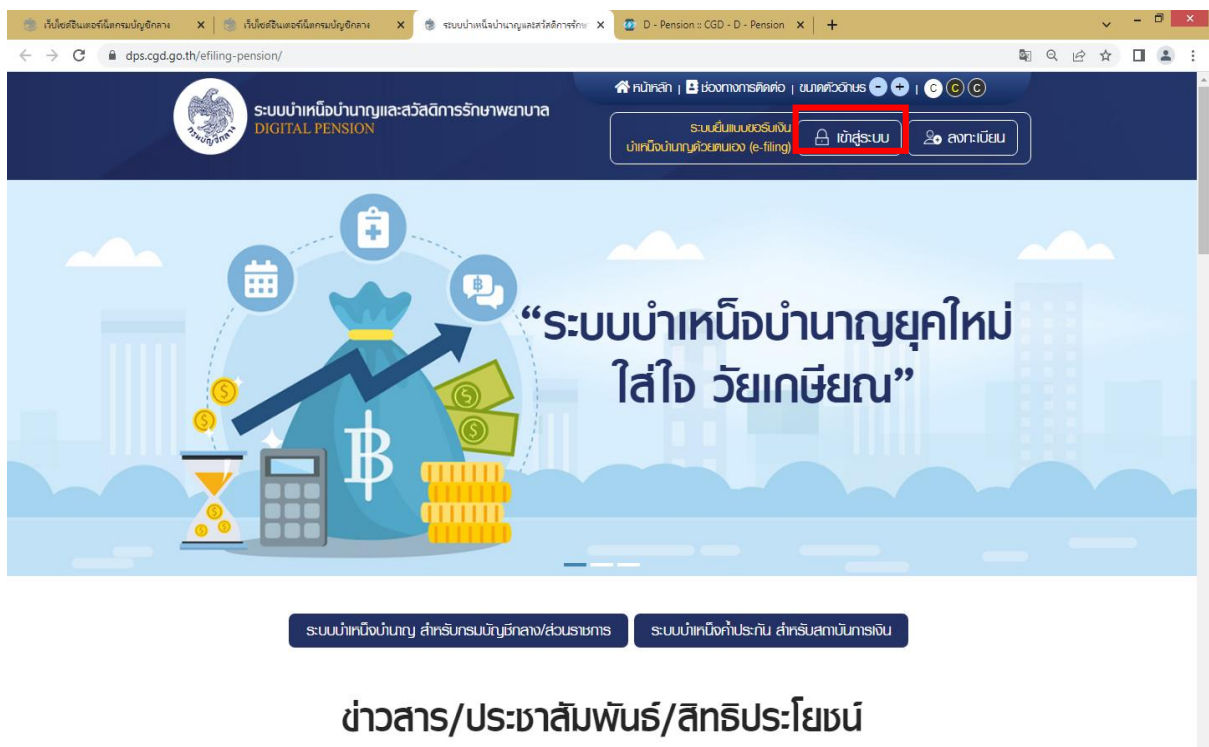 เว็บไซต์อินเตอร์เน็ตกรมบัญชีกลาง
เว็บไซต์อินเตอร์เน็ตกรมบัญชีกลาง
ระบบบำเหน็จบำนาญและสวัสดิการรักษ
D - Pension :: CGD - D - Pension
dps.cgd.go.th/efiling-pension/
หน้าหลัก | ช่องทางการติดต่อ | ขนาดตัวอักษร - + | C C C
กรมบัญชีกลาง
ระบบบำเหน็จบำนาญและสวัสดิการรักษาพยาบาล
DIGITAL PENSION
ระบบยื่นแบบขอรับเงิน
บำเหน็จบำนาญด้วยตนเอง (e-filing)
เข้าสู่ระบบ
ลงทะเบียน
“ระบบบำเหน็จบำนาญยุคใหม่
ใส่ใจ วัยเกษียณ”
ระบบบำเหน็จบำนาญ สำหรับกรมบัญชีกลาง/ส่วนราชการ
ระบบบำเหน็จค้ำประกัน สำหรับสถาบันการเงิน
ข่าวสาร/ประชาสัมพันธ์/สิทธิประโยชน์